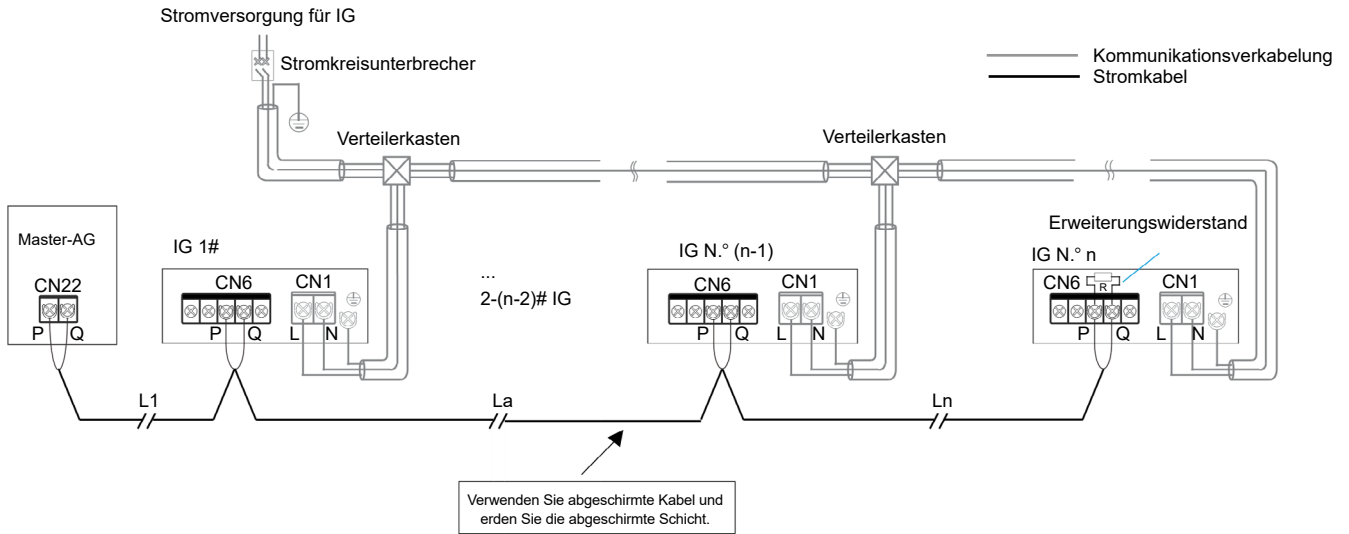 Stromversorgung für IG
Stromkreisunterbrecher
Kommunikationsverkabelung
Stromkabel
Verteilerkasten
Verteilerkasten
Master-AG
CN22
P Q
IG 1#
CN6
P Q
CN1
L N
...
2-(n-2)# IG
IG N.° (n-1)
CN6
P Q
CN1
L N
Erweiterungswiderstand
IG N.° n
CN6
R
P Q
CN1
L N
L1
La
Ln
Verwenden Sie abgeschirmte Kabel und
erden Sie die abgeschirmte Schicht.